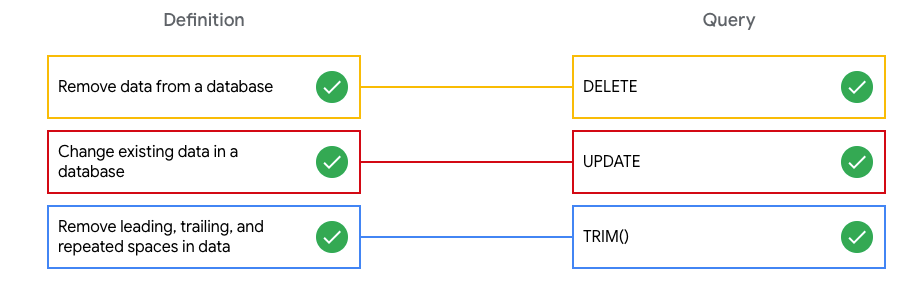 Definition
Query
Remove data from a database
DELETE
Change existing data in a
database
UPDATE
Remove leading, trailing, and
repeated spaces in data
TRIM()